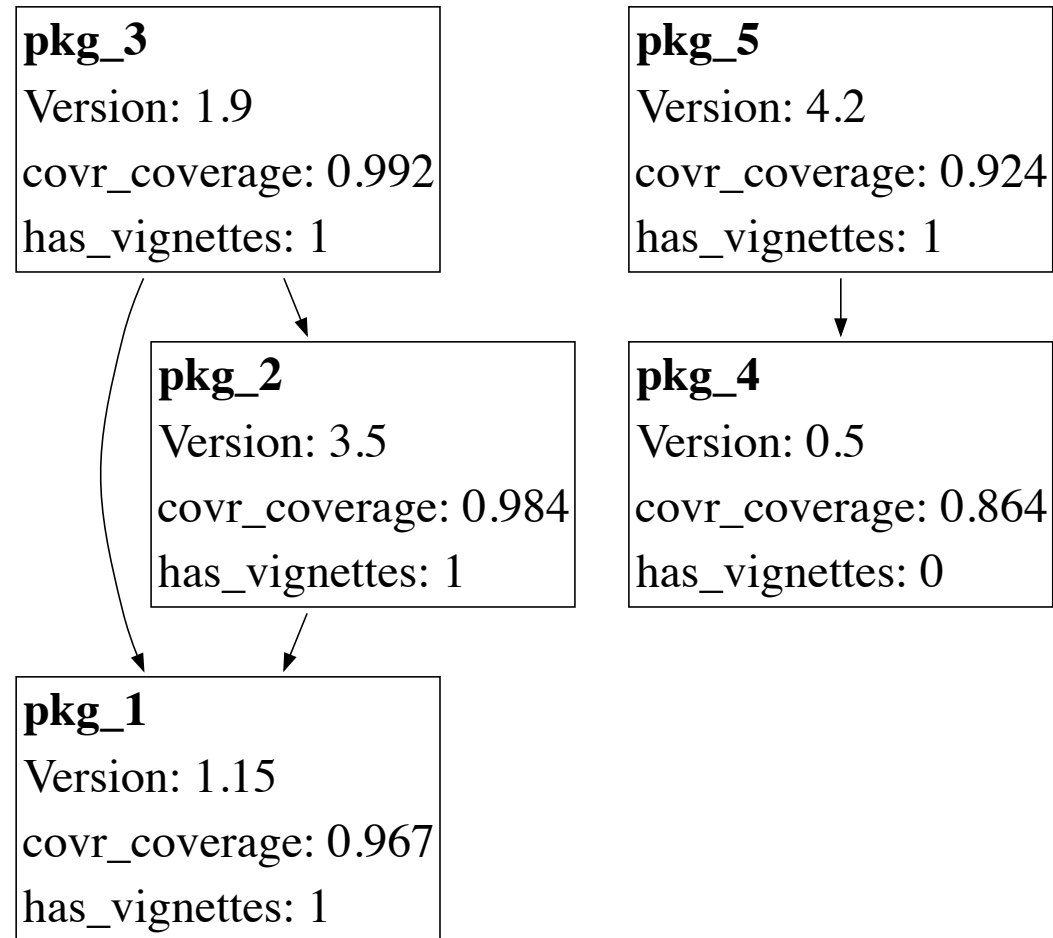 pkg_3
Version: 1.9
covr_coverage: 0.992
has_vignettes: 1
pkg_5
Version: 4.2
covr_coverage: 0.924
has_vignettes: 1
pkg_2
Version: 3.5
covr_coverage: 0.984
has_vignettes: 1
pkg_4
Version: 0.5
covr_coverage: 0.864
has_vignettes: 0
pkg_1
Version: 1.15
covr_coverage: 0.967
has_vignettes: 1